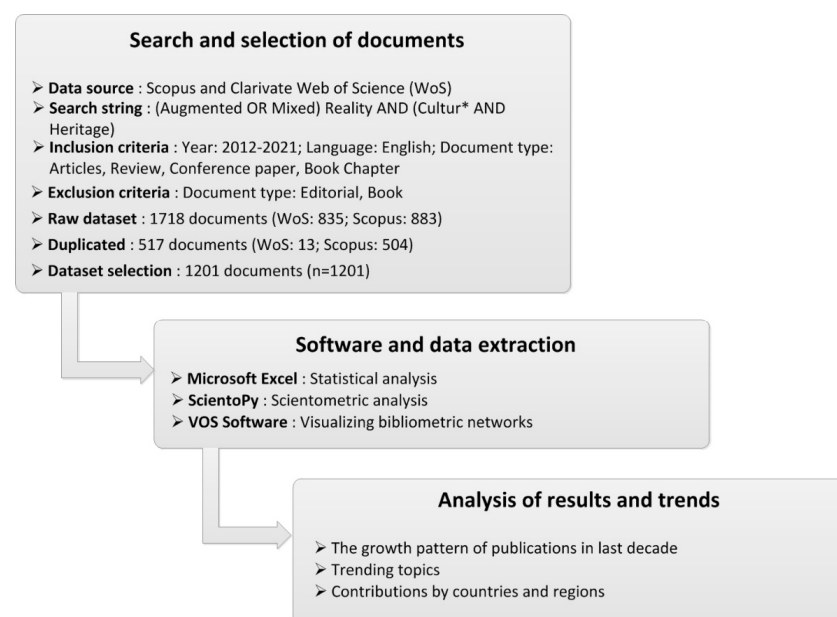 Search and selection of documents
➢ Data source : Scopus and Clarivate Web of Science (WoS)
➢ Search string : (Augmented OR Mixed) Reality AND (Cultur* AND
Heritage)
➢ Inclusion criteria : Year: 2012-2021; Language: English; Document type:
Articles, Review, Conference paper, Book Chapter
➢ Exclusion criteria : Document type: Editorial, Book
➢ Raw dataset : 1718 documents (WoS: 835; Scopus: 883)
➢ Duplicated : 517 documents (WoS: 13; Scopus: 504)
➢ Dataset selection : 1201 documents (n=1201)
Software and data extraction
➢ Microsoft Excel : Statistical analysis
➢ ScientoPy : Scientometric analysis
➢ VOS Software : Visualizing bibliometric networks
Analysis of results and trends
➢ The growth pattern of publications in last decade
➢ Trending topics
➢ Contributions by countries and regions